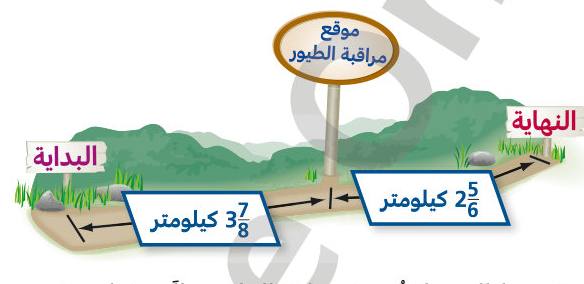 موقع
مراقبة الطيور
النهاية
البداية
2 5/6 كيلومتر
3 7/8 كيلومتر